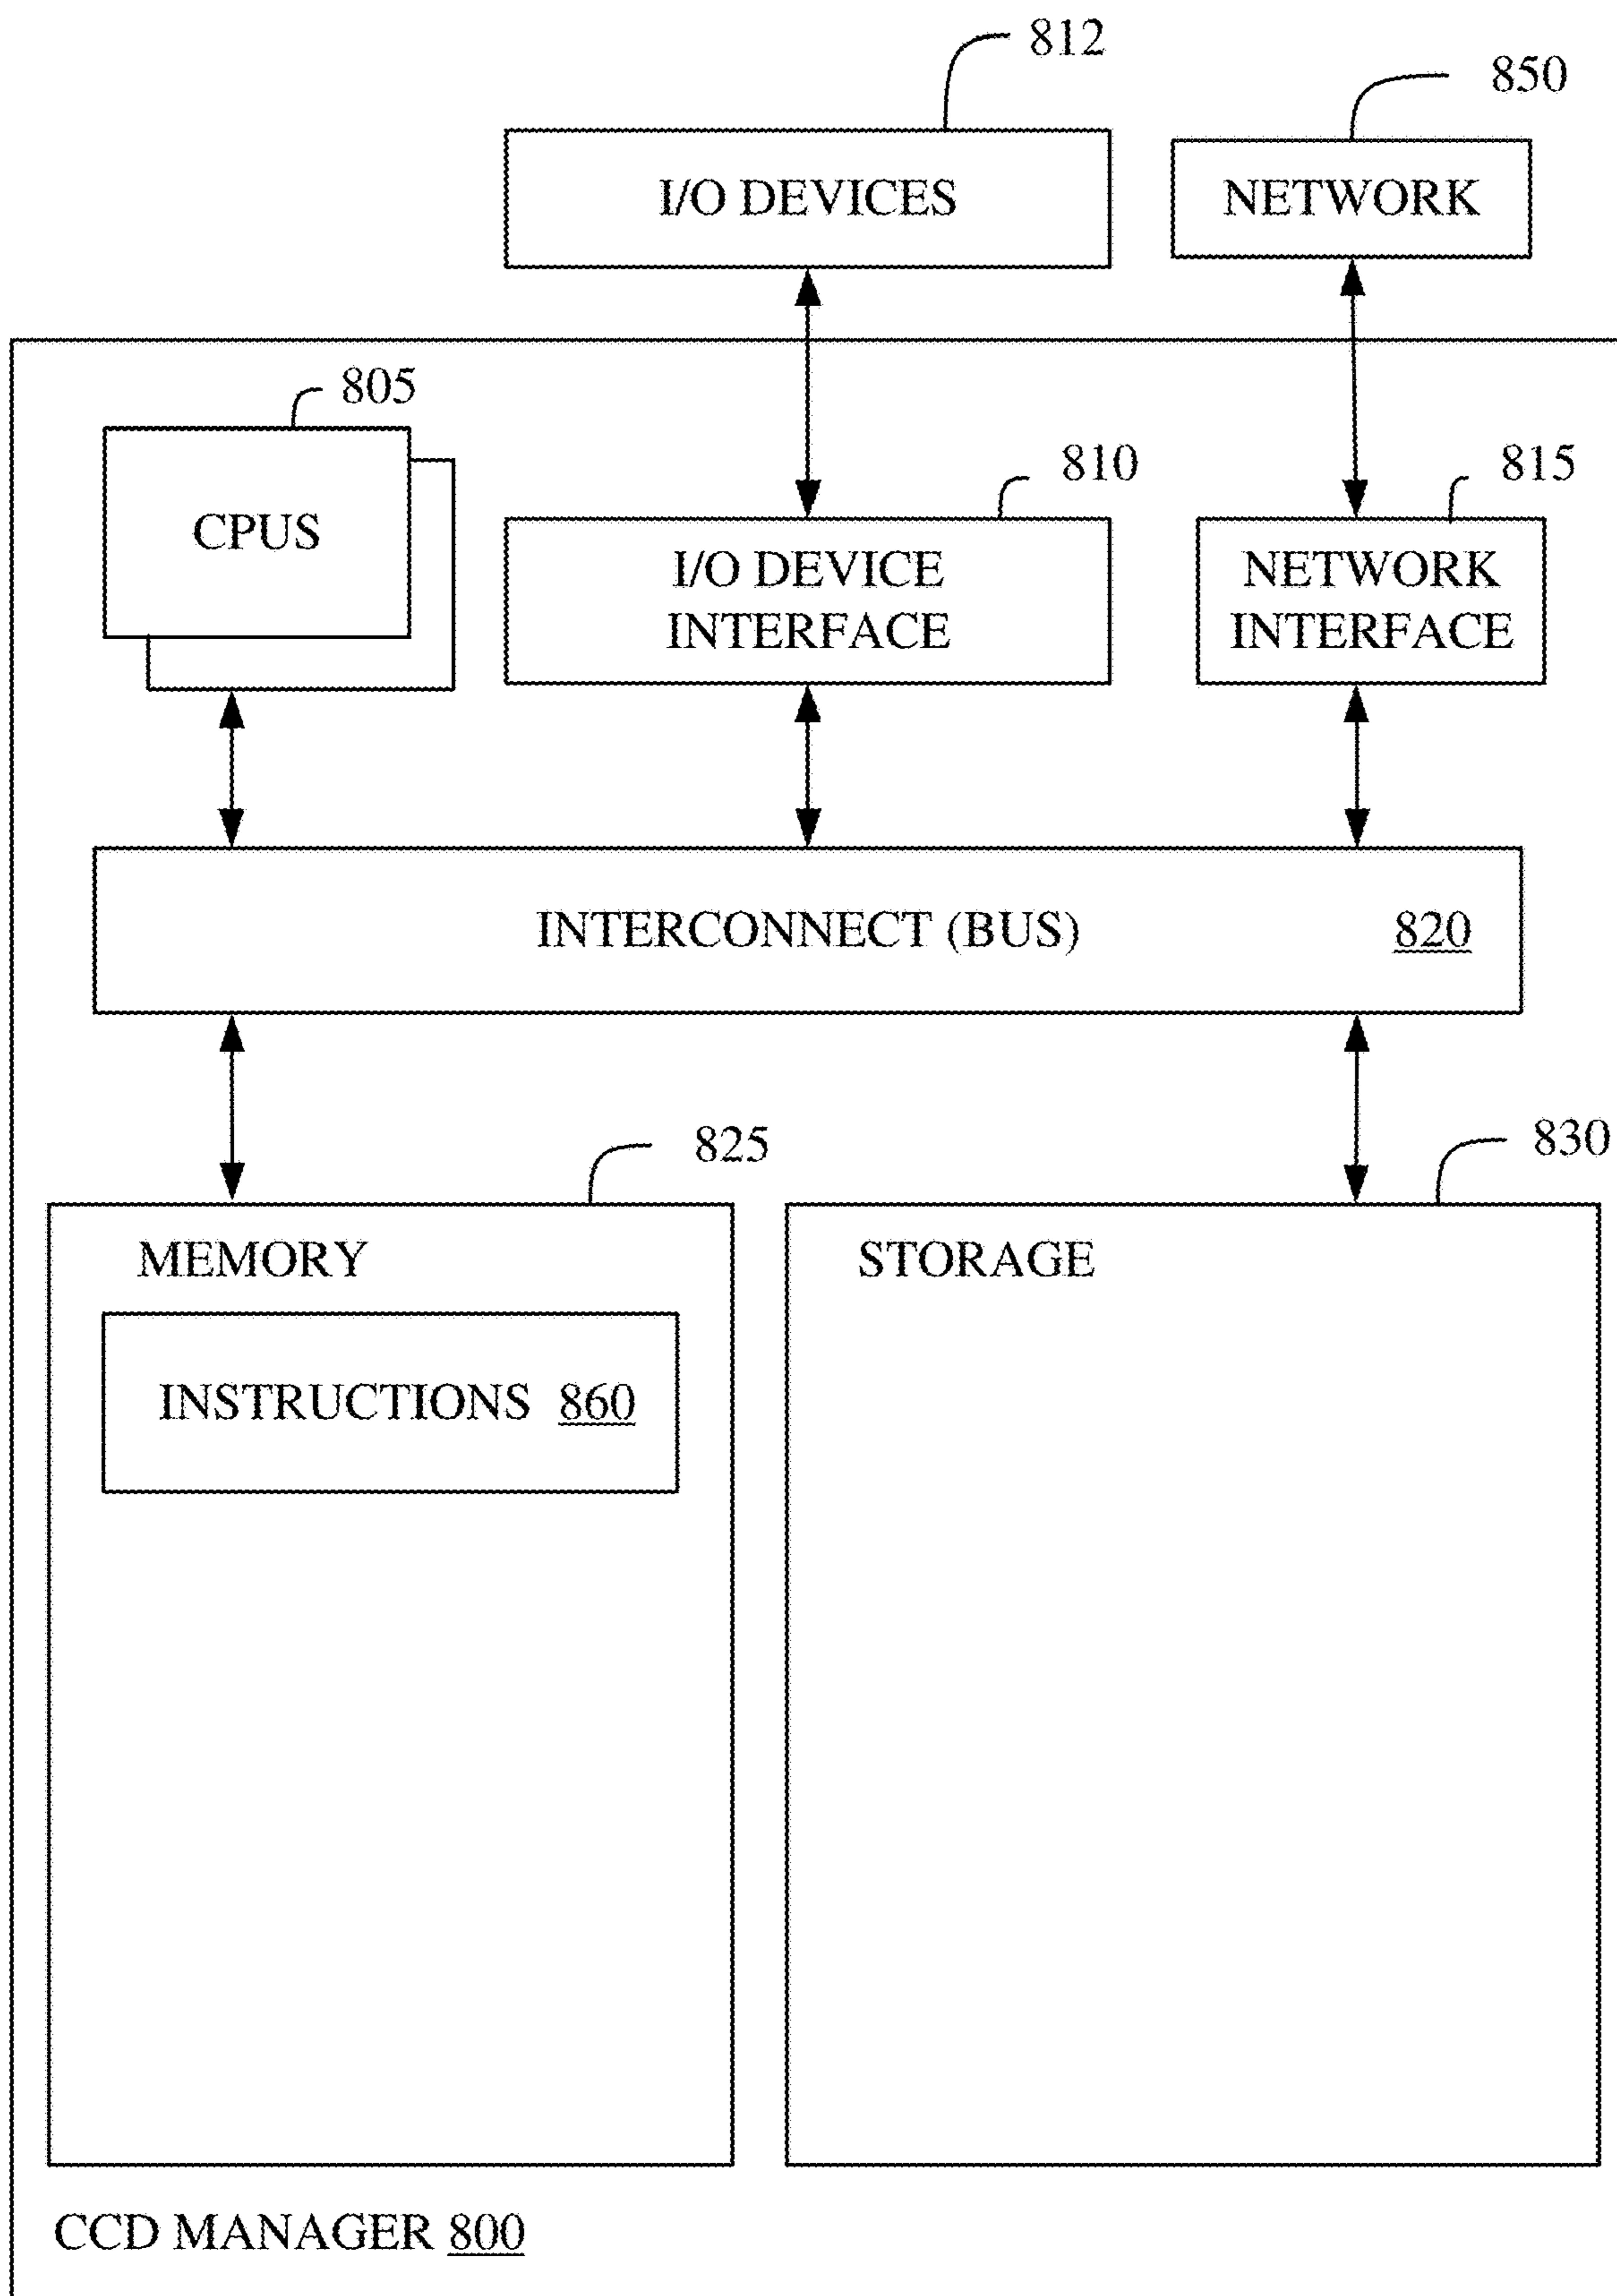 812
850
I/O DEVICES
NETWORK
805
810
815
CPUS
I/O DEVICE
INTERFACE
NETWORK
INTERFACE
INTERCONNECT (BUS) 820
825
830
MEMORY
STORAGE
INSTRUCTIONS 860
CCD MANAGER 800